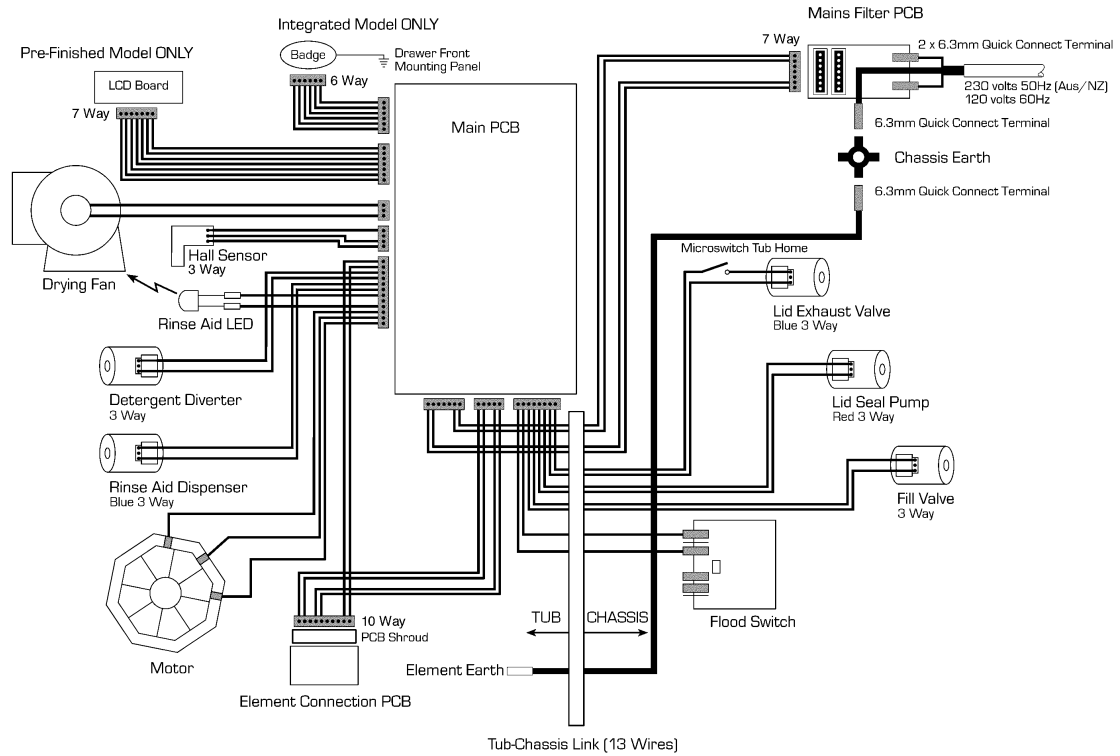 Integrated Model ONLY
Badge
Drawer Front
Mounting Panel
6 Way
Pre-Finished Model ONLY
LCD Board
7 Way
Main PCB
Mains Filter PCB
7 Way
2 x 6.3mm Quick Connect Terminal
230 volts 50Hz (Aus/NZ)
120 volts 60Hz
6.3mm Quick Connect Terminal
Chassis Earth
6.3mm Quick Connect Terminal
Drying Fan
Hall Sensor
3 Way
Rinse Aid LED
Microswitch Tub Home
Lid Exhaust Valve
Blue 3 Way
Detergent Diverter
3 Way
Lid Seal Pump
Red 3 Way
Rinse Aid Dispenser
Blue 3 Way
Fill Valve
3 Way
Motor
10 Way
PCB Shroud
Element Connection PCB
TUB
CHASSIS
Flood Switch
Element Earth
Tub-Chassis Link (13 Wires)